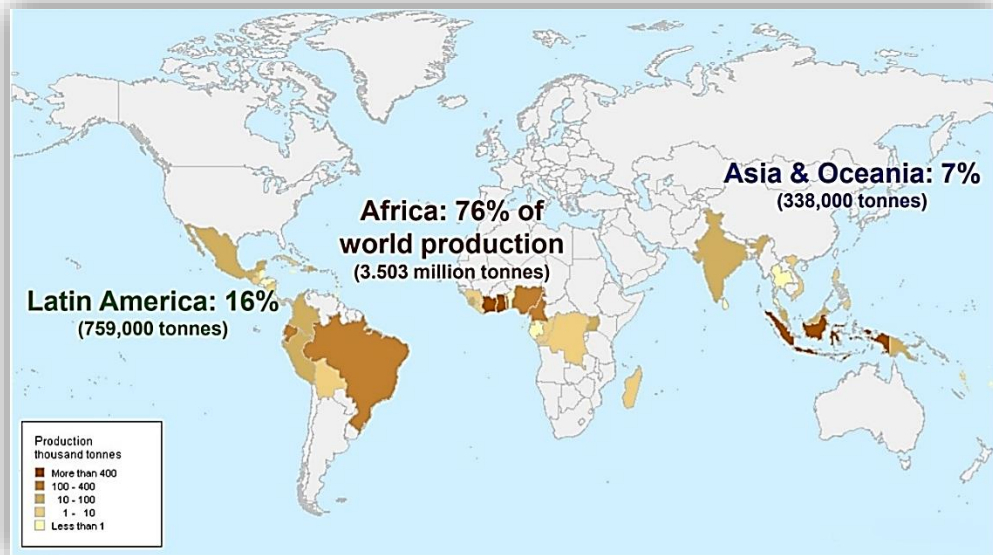 Asia & Oceania: 7%
(338,000 tonnes)
Africa: 76% of
world production
(3.503 million tonnes)
Latin America: 16%
(759,000 tonnes)
Production
thousand tonnes
More than 400
100 - 400
10 - 100
1 - 10
Less than 1